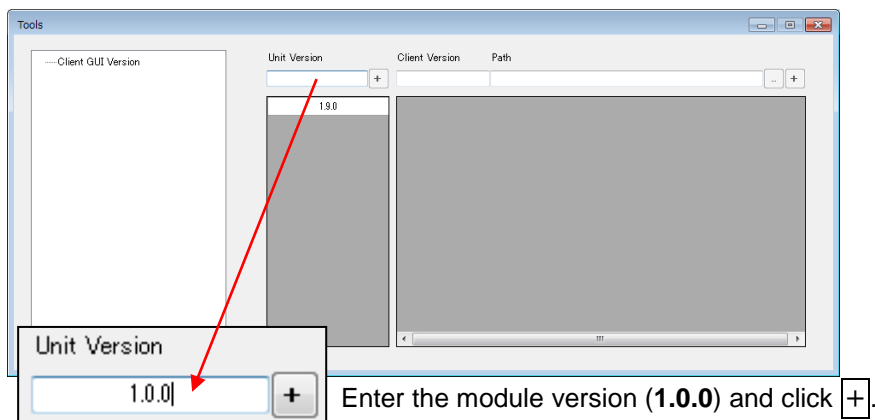 Tools
Client GUI Version
Unit Version Client Version Path
+ .. +
1.9.0
Unit Version
1.0.0 +
Enter the module version (1.0.0) and click +.